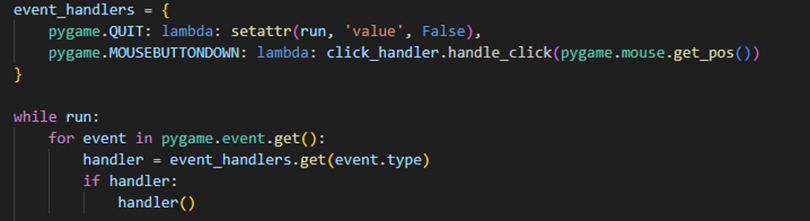 event_handlers = {
    pygame.QUIT: lambda: setattr(run, 'value', False),
    pygame.MOUSEBUTTONDOWN: lambda: click_handler.handle_click(pygame.mouse.get_pos())
}

while run:
    for event in pygame.event.get():
        handler = event_handlers.get(event.type)
        if handler:
            handler()